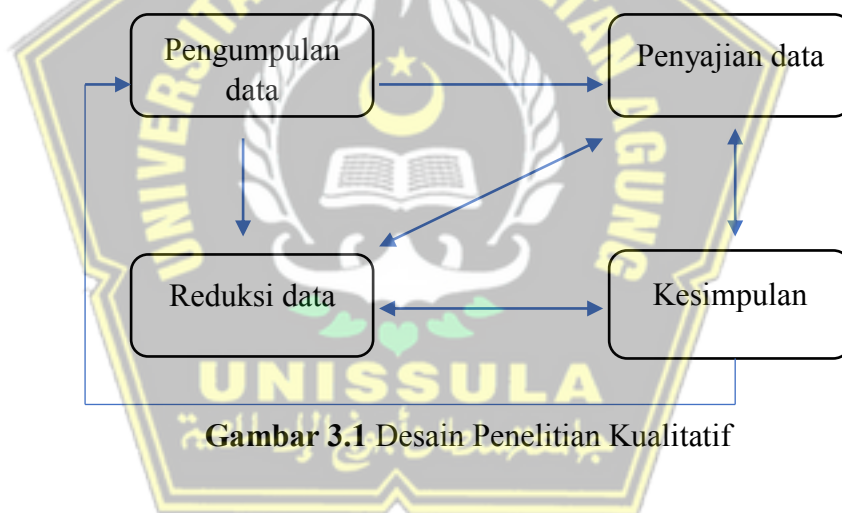 Pengumpulan
data
Penyajian data
Reduksi data
Kesimpulan
UNISSULA
Gambar 3.1 Desain Penelitian Kualitatif